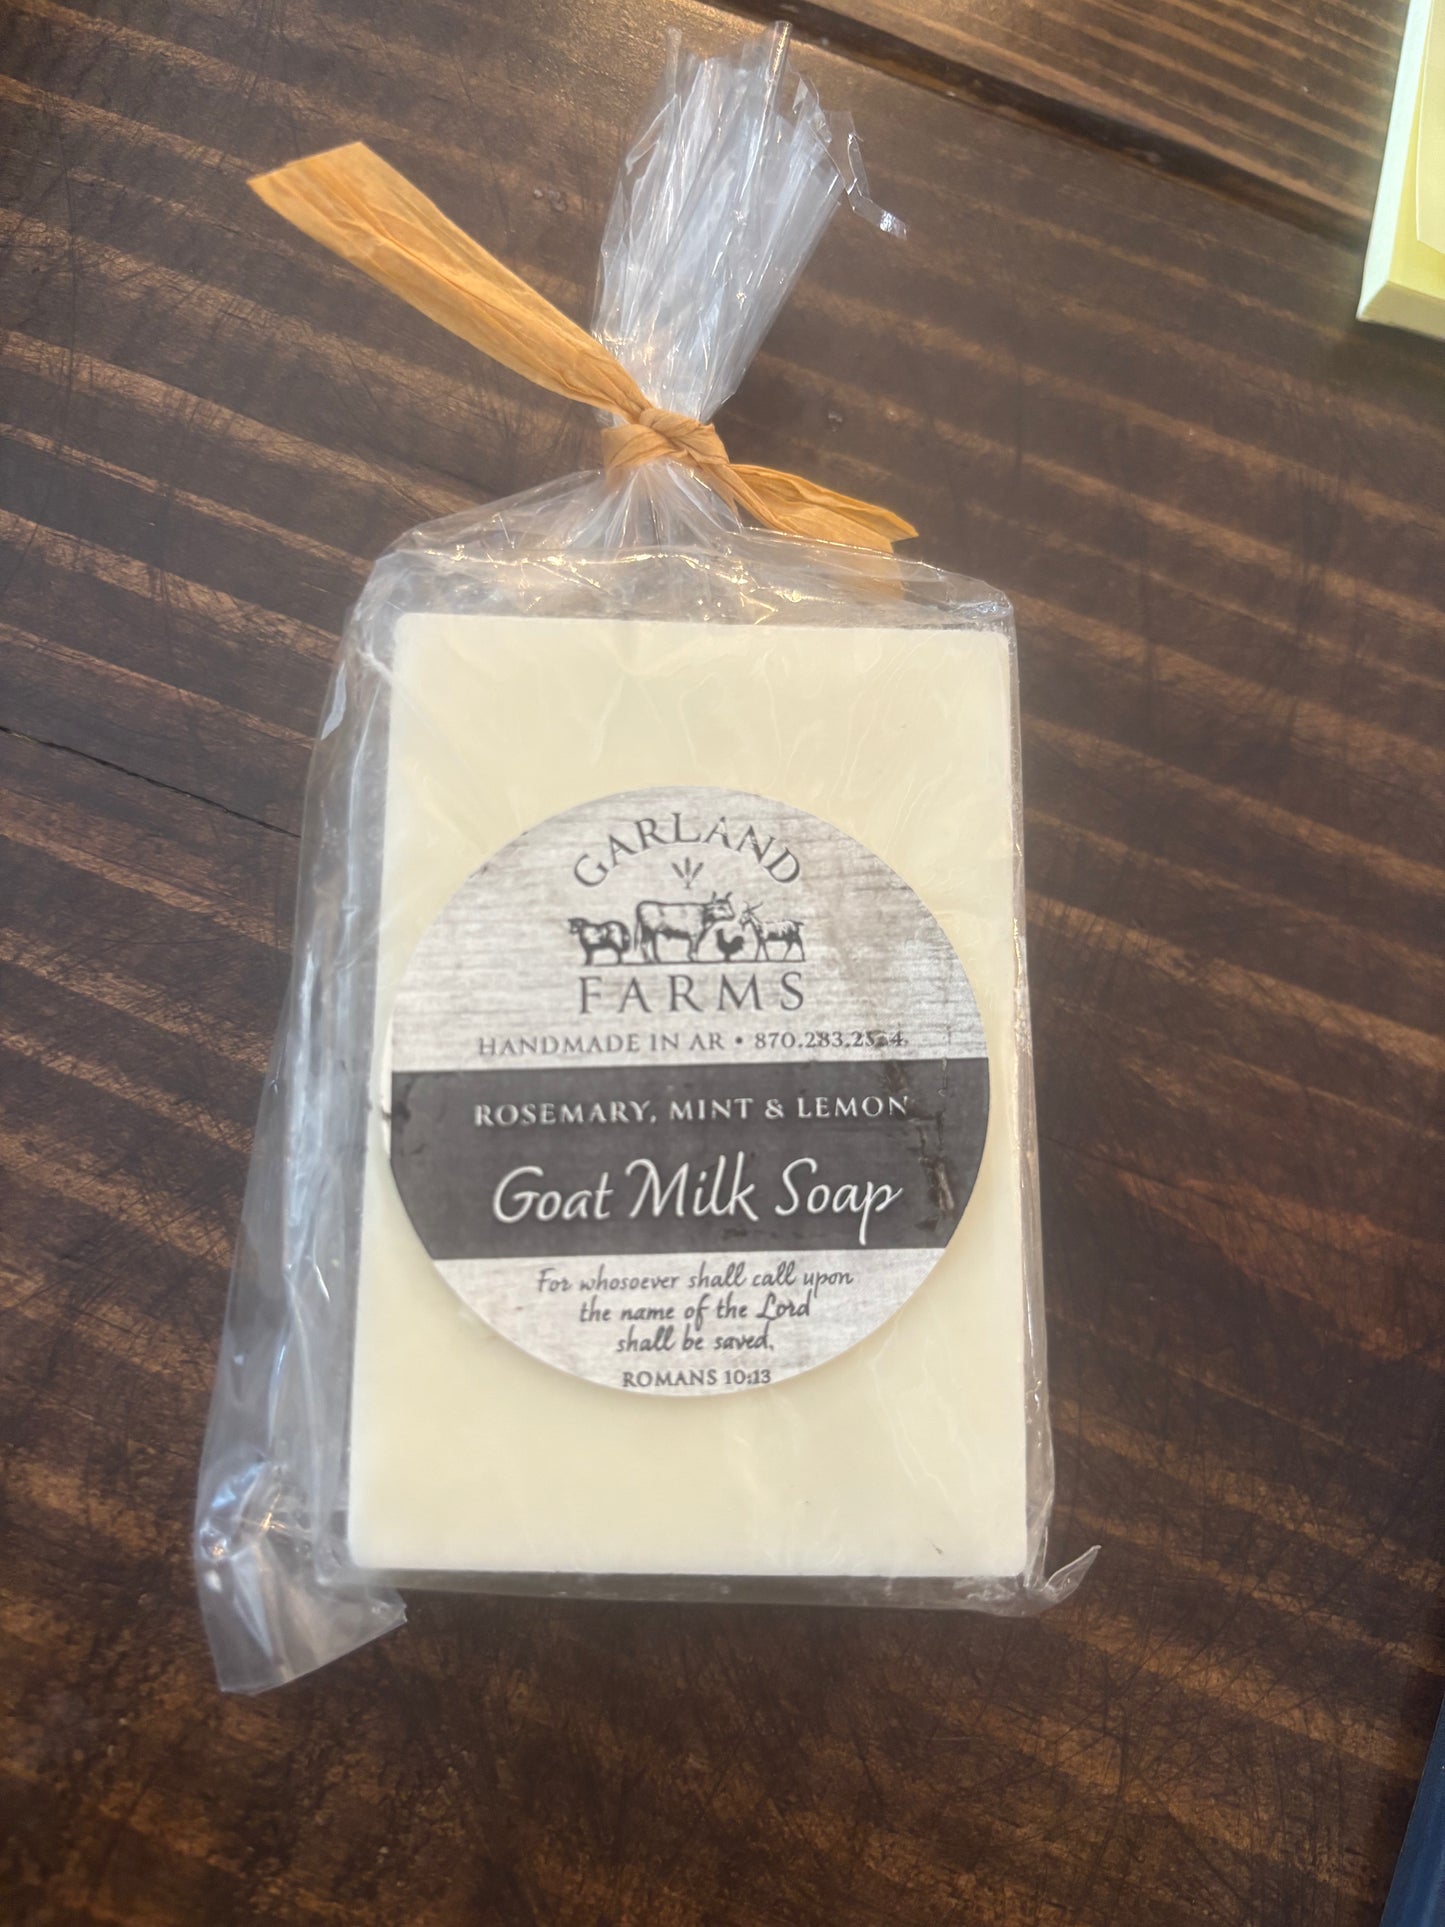 GARLAND
FARMS
HANDMADE IN AR •
ROSEMARY, MINT & LEMON
Goat Milk Soap
For whosoever shall call upon
the name of the Lord
shall be saved.
ROMANS 10:13